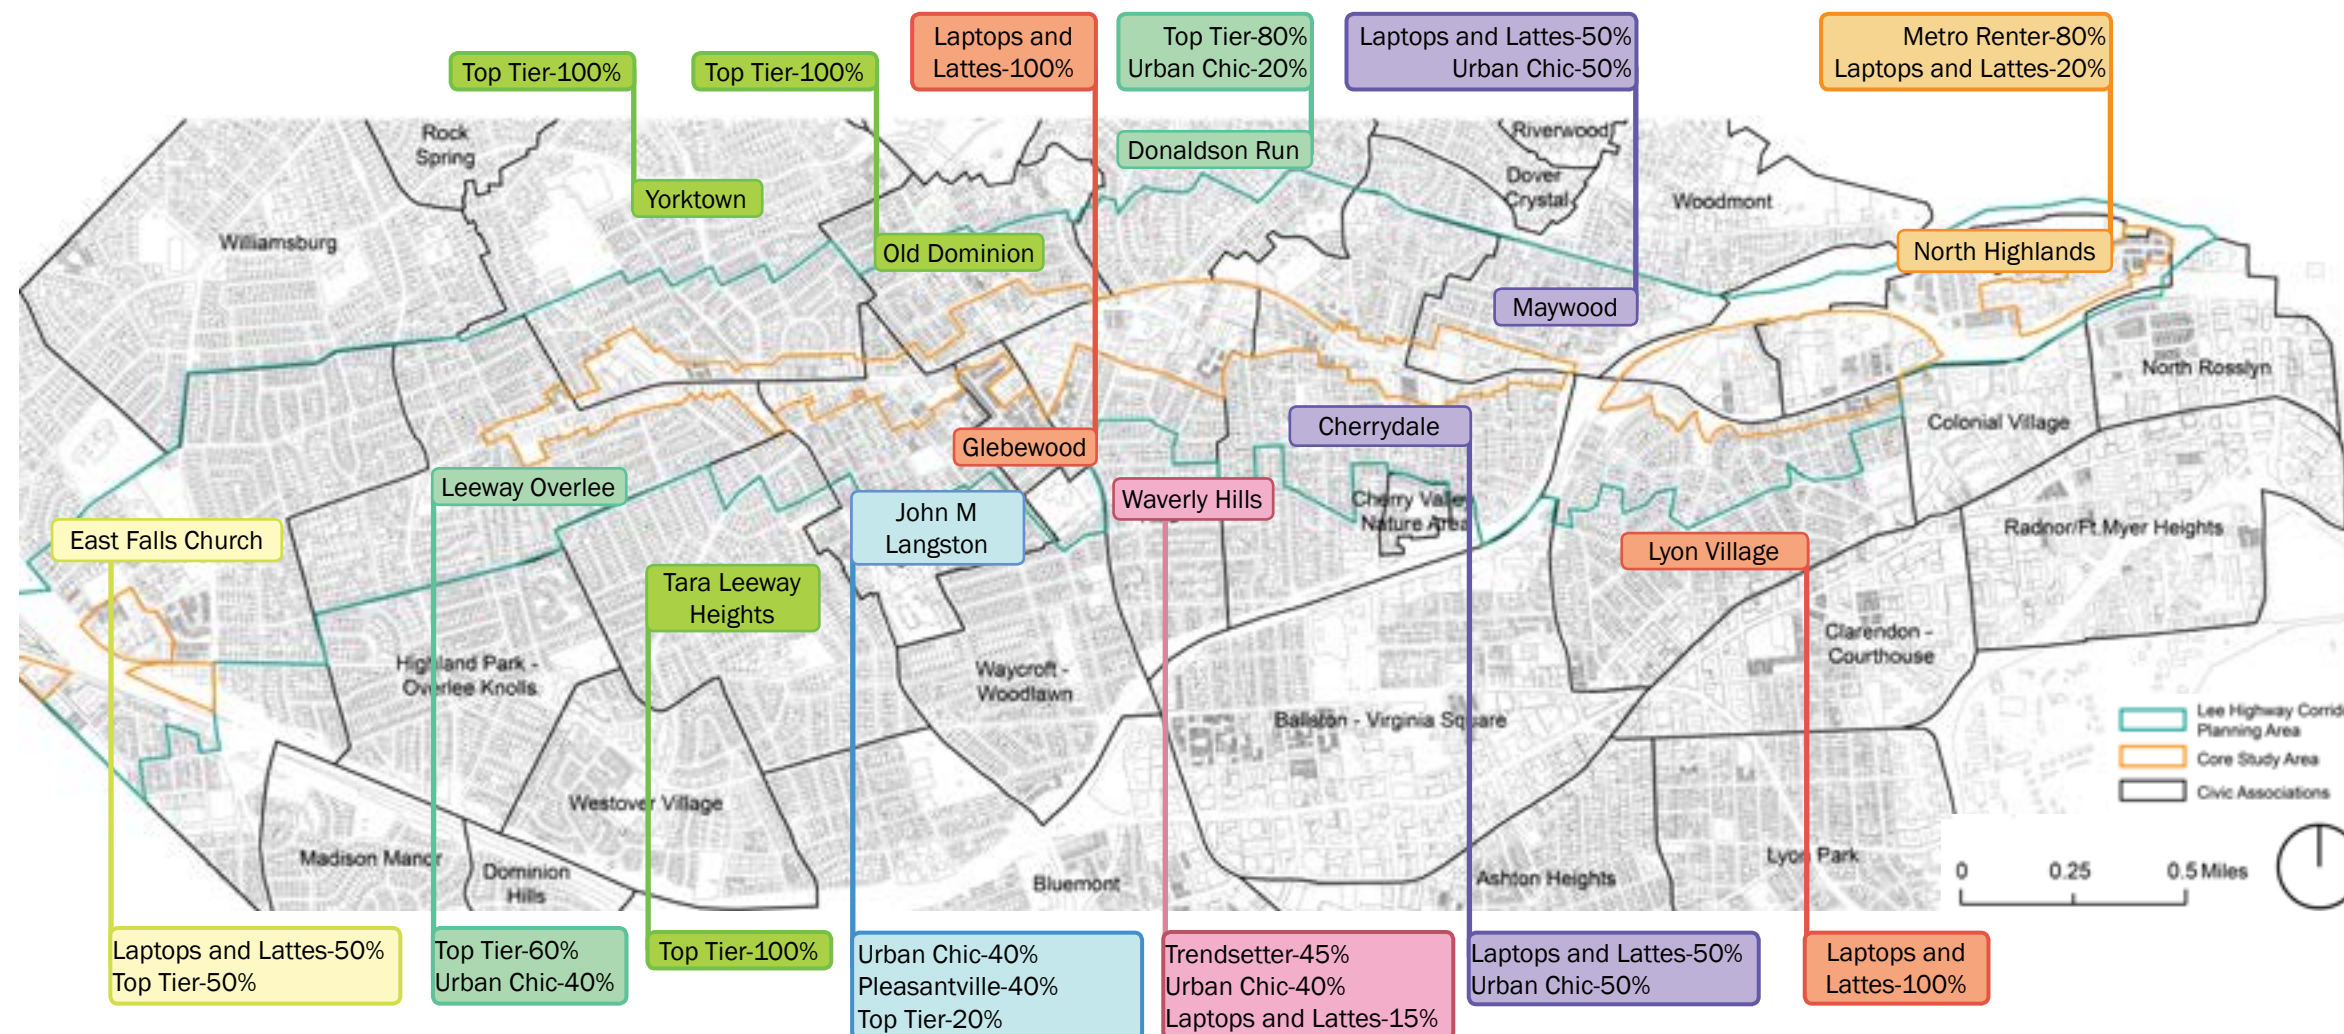 Laptops and
Lattes-100%
Top Tier-80%
Urban Chic-20%
Laptops and Lattes-50%
Urban Chic-50%
Metro Renter-80%
Laptops and Lattes-20%
Top Tier-100%
Top Tier-100%
Rock
Spring
Donaldson Run
Riverwood
Dover
Crystal
Woodmont
Yorktown
Williamsburg
Old Dominion
North Highlands
Maywood
North Rosslyn
Cherrydale
Colonial Village
Glebewood
Leeway Overlee
Waverly Hills
Cherry Valley
Nature Area
John M
Langston
East Falls Church
Radnor/Ft Myer Heights
Lyon Village
Tara Leeway
Heights
Clarendon -
Courthouse
Highland Park -
Overlee Knolls
Waycroft -
Woodlawn
Ballston - Virginia Square
Lee Highway Corrid
Planning Area
Core Study Area
Civic Associations
Westover Village
Madison Manor
Dominion
Hills
Bluemont
Ashton Heights
Lyon Park
0 0.25 0.5 Miles
Laptops and Lattes-50%
Top Tier-50%
Top Tier-60%
Urban Chic-40%
Top Tier-100%
Urban Chic-40%
Pleasantville-40%
Top Tier-20%
Trendsetter-45%
Urban Chic-40%
Laptops and Lattes-15%
Laptops and Lattes-50%
Urban Chic-50%
Laptops and
Lattes-100%